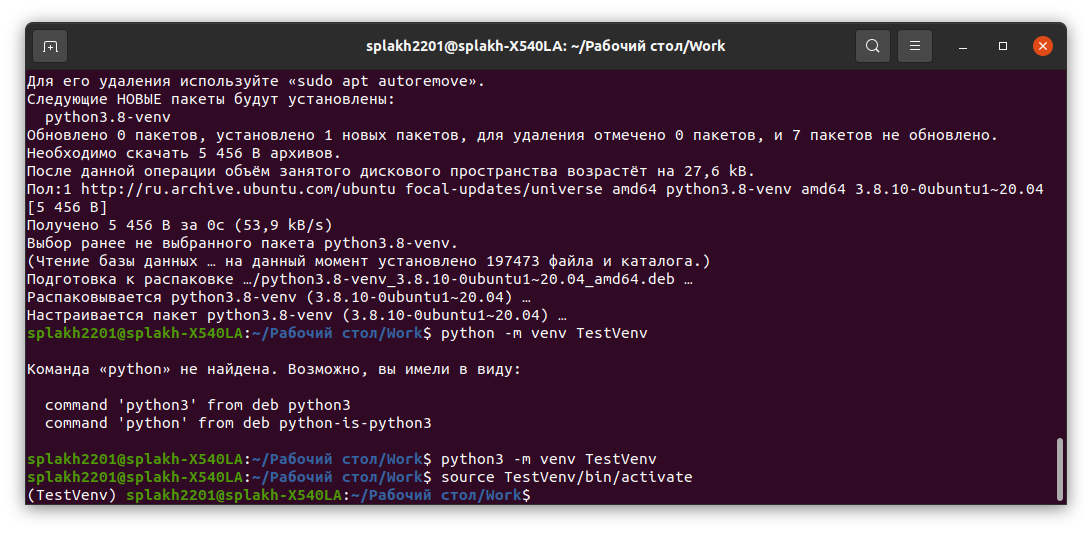 splakh2201@splakh-X540LA: ~/Рабочий стол/Work
Для его удаления используйте «sudo apt autoremove».
Следующие НОВЫЕ пакеты будут установлены:
  python3.8-venv
Обновлено 0 пакетов, установлено 1 новых пакетов, для удаления отмечено 0 пакетов, и 7 пакетов не обновлено.
Необходимо скачать 5 456 B архивов.
После данной операции объём занятого дискового пространства возрастёт на 27,6 kB.
Пол:1 http://ru.archive.ubuntu.com/ubuntu focal-updates/universe amd64 python3.8-venv amd64 3.8.10-0ubuntu1~20.04
[5 456 B]
Получено 5 456 B за 0с (53,9 kB/s)
Выбор ранее не выбранного пакета python3.8-venv.
(Чтение базы данных … на данный момент установлено 197473 файла и каталога.)
Подготовка к распаковке …/python3.8-venv_3.8.10-0ubuntu1~20.04_amd64.deb …
Распаковывается python3.8-venv (3.8.10-0ubuntu1~20.04) …
Настраивается пакет python3.8-venv (3.8.10-0ubuntu1~20.04) …
splakh2201@splakh-X540LA:~/Рабочий стол/Work$ python -m venv TestVenv
Команда «python» не найдена. Возможно, вы имели в виду:
  command 'python3' from deb python3
  command 'python' from deb python-is-python3
splakh2201@splakh-X540LA:~/Рабочий стол/Work$ python3 -m venv TestVenv
splakh2201@splakh-X540LA:~/Рабочий стол/Work$ source TestVenv/bin/activate
(TestVenv) splakh2201@splakh-X540LA:~/Рабочий стол/Work$